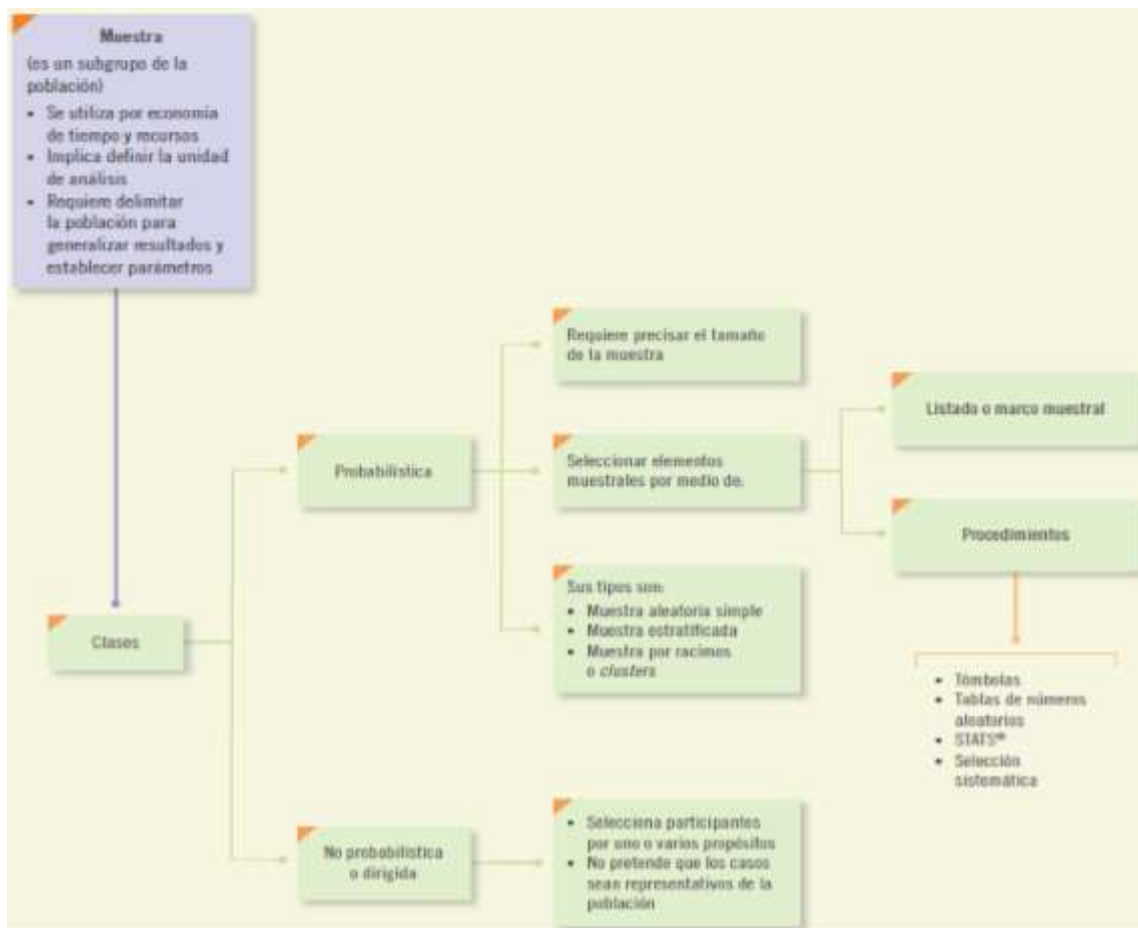 Muestra
(es un subgrupo de la
población)
• Se utiliza por economía
de tiempo y recursos
• Implica definir la unidad
de análisis
• Requiere delimitar
la población para
generalizar resultados y
establecer parámetros
Clases
Probabilística
Requiere precisar el tamaño
de la muestra
Seleccionar elementos
muestrales por medio de:
Listado o marco muestral
Procedimientos
• Tómbolas
• Tablas de números
aleatorios
• STATS®
• Selección
sistemática
Sus tipos son:
• Muestra aleatoria simple
• Muestra estratificada
• Muestra por racimos
o clusters
No probabilística
o dirigida
• Selecciona participantes
por uno o varios propósitos
• No pretende que los casos
sean representativos de la
población